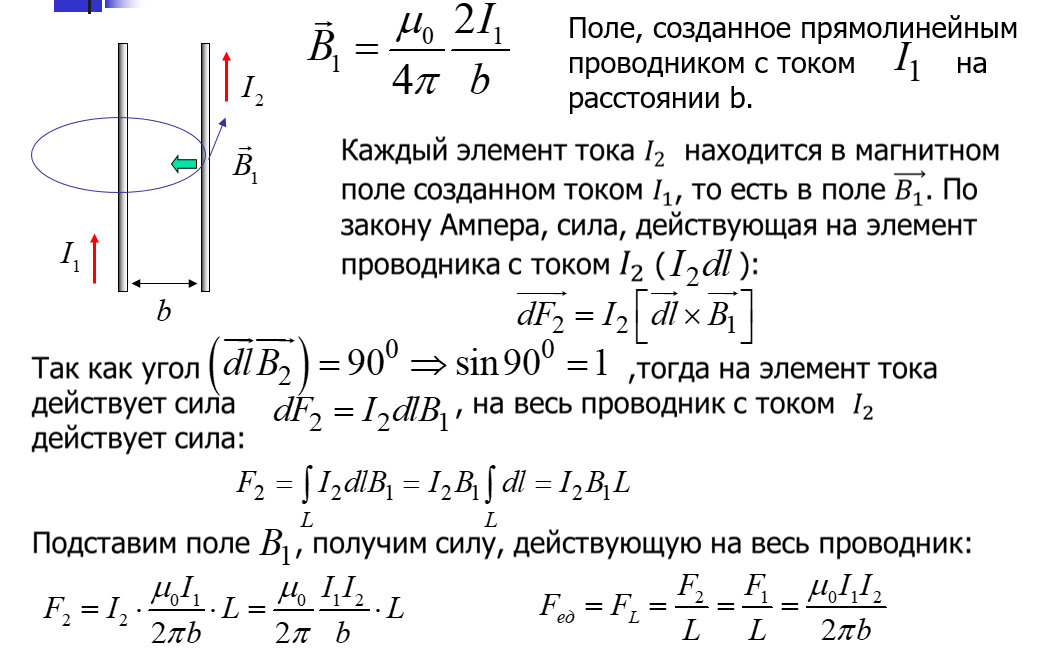 B⃗₁ = μ₀/4π 2I₁/b
Поле, созданное прямолинейным
проводником с током I₁ на
расстоянии b.
I₂
B⃗₁
I₁
b
Каждый элемент тока I₂ находится в магнитном
поле созданном током I₁, то есть в поле B⃗₁. По
закону Ампера, сила, действующая на элемент
проводника с током I₂ (I₂dl):
dF₂⃗ = I₂[dl⃗ × B₁⃗]
Так как угол (dl⃗ B₂⃗) = 90⁰ ⇒ sin 90⁰ = 1 ,тогда на элемент тока
действует сила dF₂ = I₂dlB₁, на весь проводник с током I₂
действует сила:
F₂ = ∫_L I₂dlB₁ = I₂B₁∫_L dl = I₂B₁L
Подставим поле B₁, получим силу, действующую на весь проводник:
F₂ = I₂ · μ₀I₁/2πb · L = μ₀/2π I₁I₂/b · L
F_ед = F_L = F₂/L = F₁/L = μ₀I₁I₂/2πb